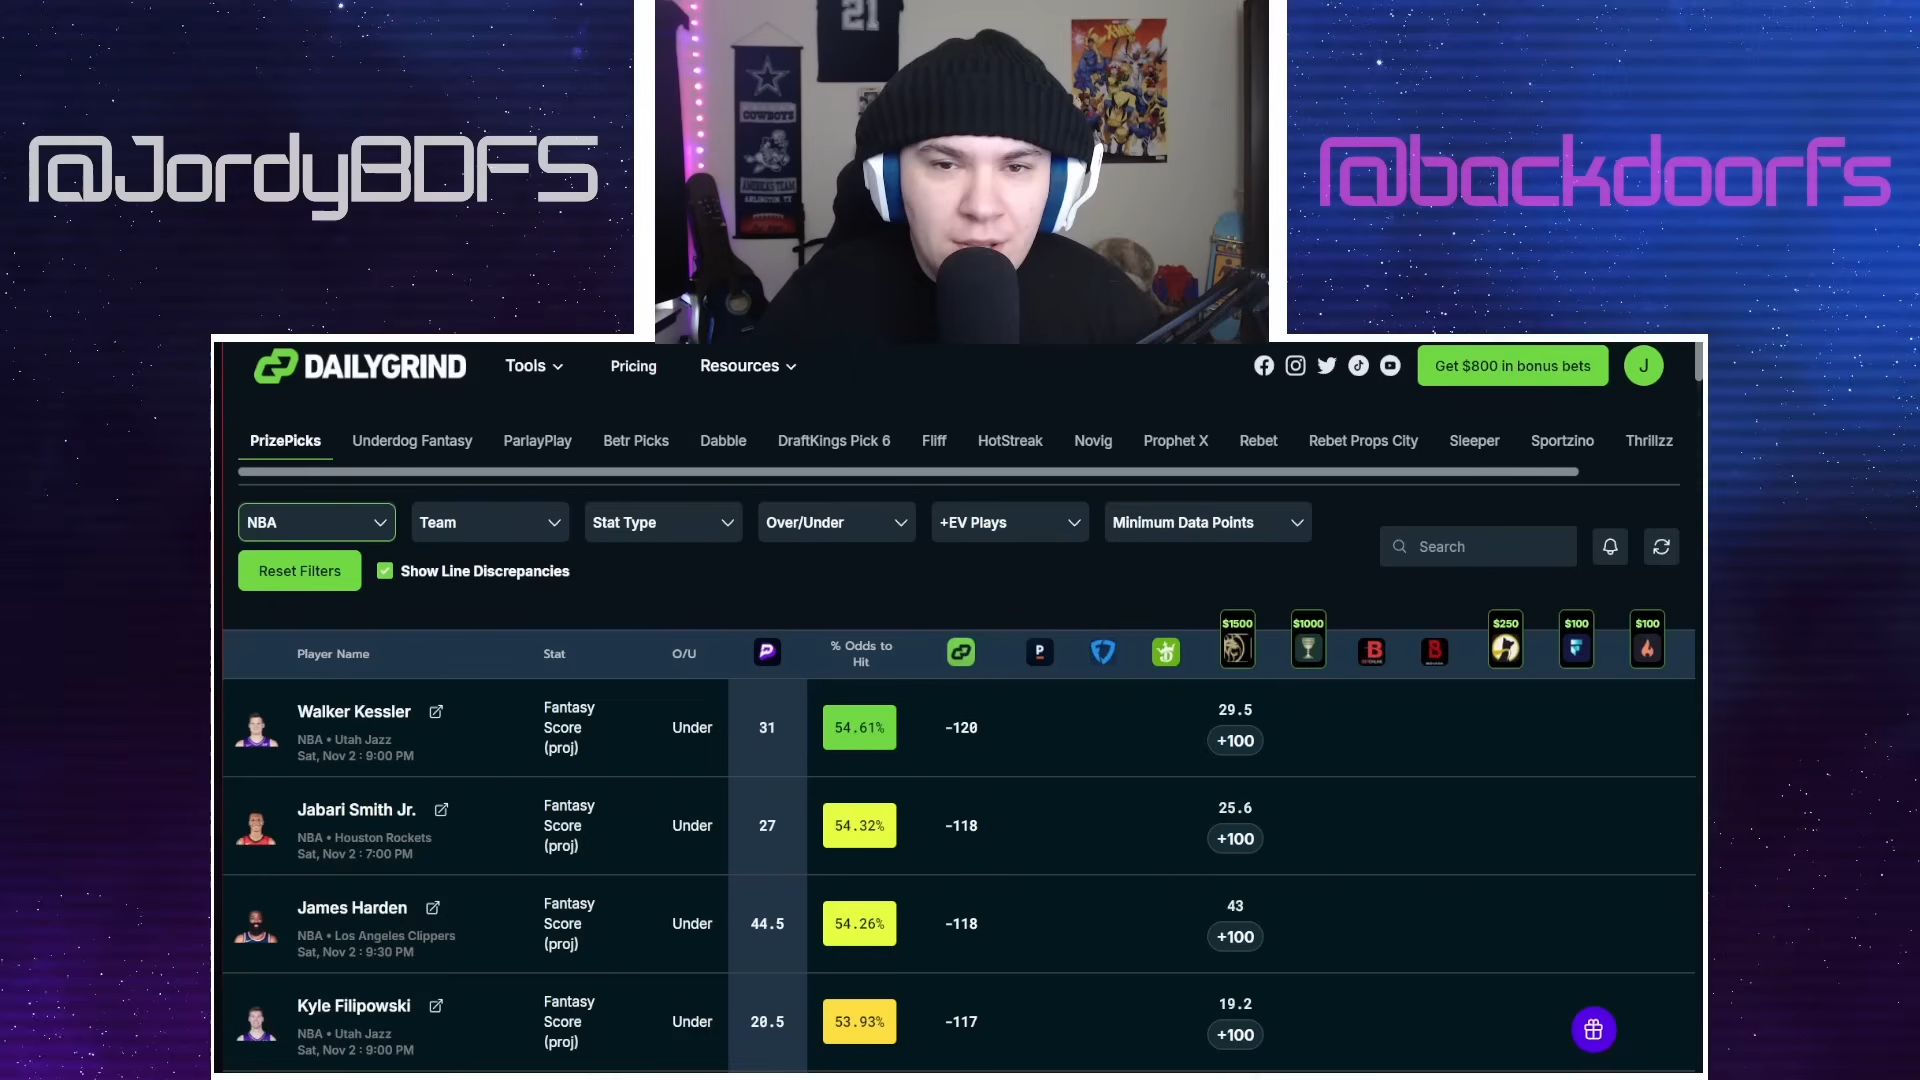 @JordyBDFS
21
X-MEN
COWBOYS
AMERICA'S TEAM
ARLINGTON, TX
@backdoorfs
DAILYGRIND
Tools
Pricing
Resources
Get $800 in bonus bets
J
PrizePicks
Underdog Fantasy
ParlayPlay
Betr Picks
Dabble
DraftKings Pick 6
Fliff
HotStreak
Novig
Prophet X
Rebet
Rebet Props City
Sleeper
Sportzino
Thrillzz
NBA
Team
Stat Type
Over/Under
+EV Plays
Minimum Data Points
Search
Reset Filters
Show Line Discrepancies
$1500
$1000
$250
$100
$100
Player Name
Stat
O/U
P
% Odds to
Hit
P
B
B
Walker Kessler
NBA • Utah Jazz
Sat, Nov 2 : 9:00 PM
Fantasy
Score
(proj)
Under
31
54.61%
-120
29.5
+100
Jabari Smith Jr.
NBA • Houston Rockets
Sat, Nov 2 : 7:00 PM
Fantasy
Score
(proj)
Under
27
54.32%
-118
25.6
+100
James Harden
NBA • Los Angeles Clippers
Sat, Nov 2 : 9:30 PM
Fantasy
Score
(proj)
Under
44.5
54.26%
-118
43
+100
Kyle Filipowski
NBA • Utah Jazz
Sat, Nov 2 : 9:00 PM
Fantasy
Score
(proj)
Under
20.5
53.93%
-117
19.2
+100